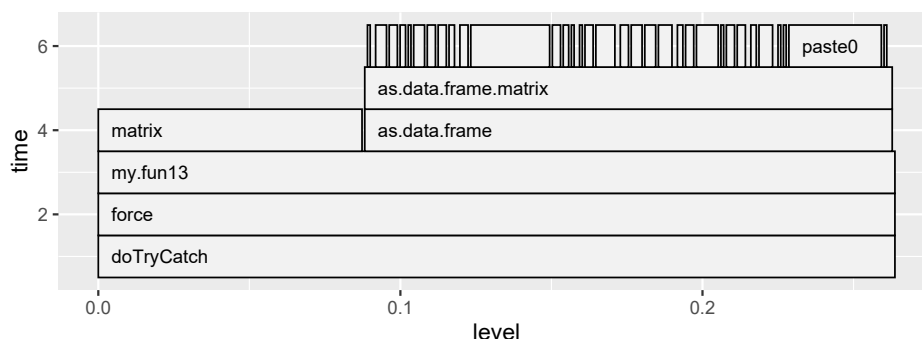 6
paste0
as.data.frame.matrix
4
matrix
as.data.frame
my.fun13
2
force
doTryCatch
time
0.0
0.1
0.2
level